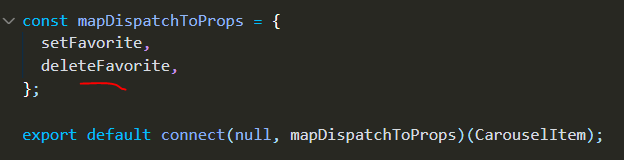 const mapDispatchToProps = {
setFavorite,
deleteFavorite,
};
export default connect(null, mapDispatchToProps)(CarouselItem);